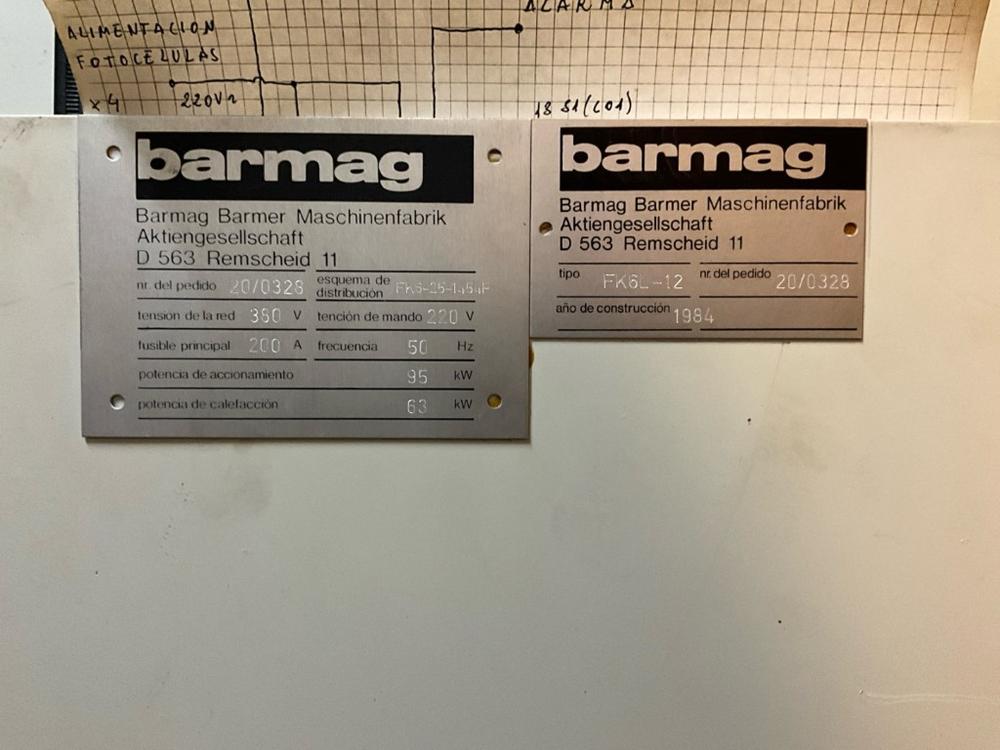 ALARMA
ALIMENTACION
FOTOCELULAS
x 4 220V~
18 S1 (L01)
barmag
Barmag Barmer Maschinenfabrik
Aktiengesellschaft
D 563 Remscheid 11
nr. del pedido 20/0328 esquema de distribución
tension de la red 380 V tención de mando 220 V
fusible principal 200 A frecuencia 50 Hz
potencia de accionamiento 95 kW
potencia de calefacción 63 kW
barmag
Barmag Barmer Maschinenfabrik
Aktiengesellschaft
D 563 Remscheid 11
tipo FK6L-12 nr. del pedido 20/0328
año de construcción 1984